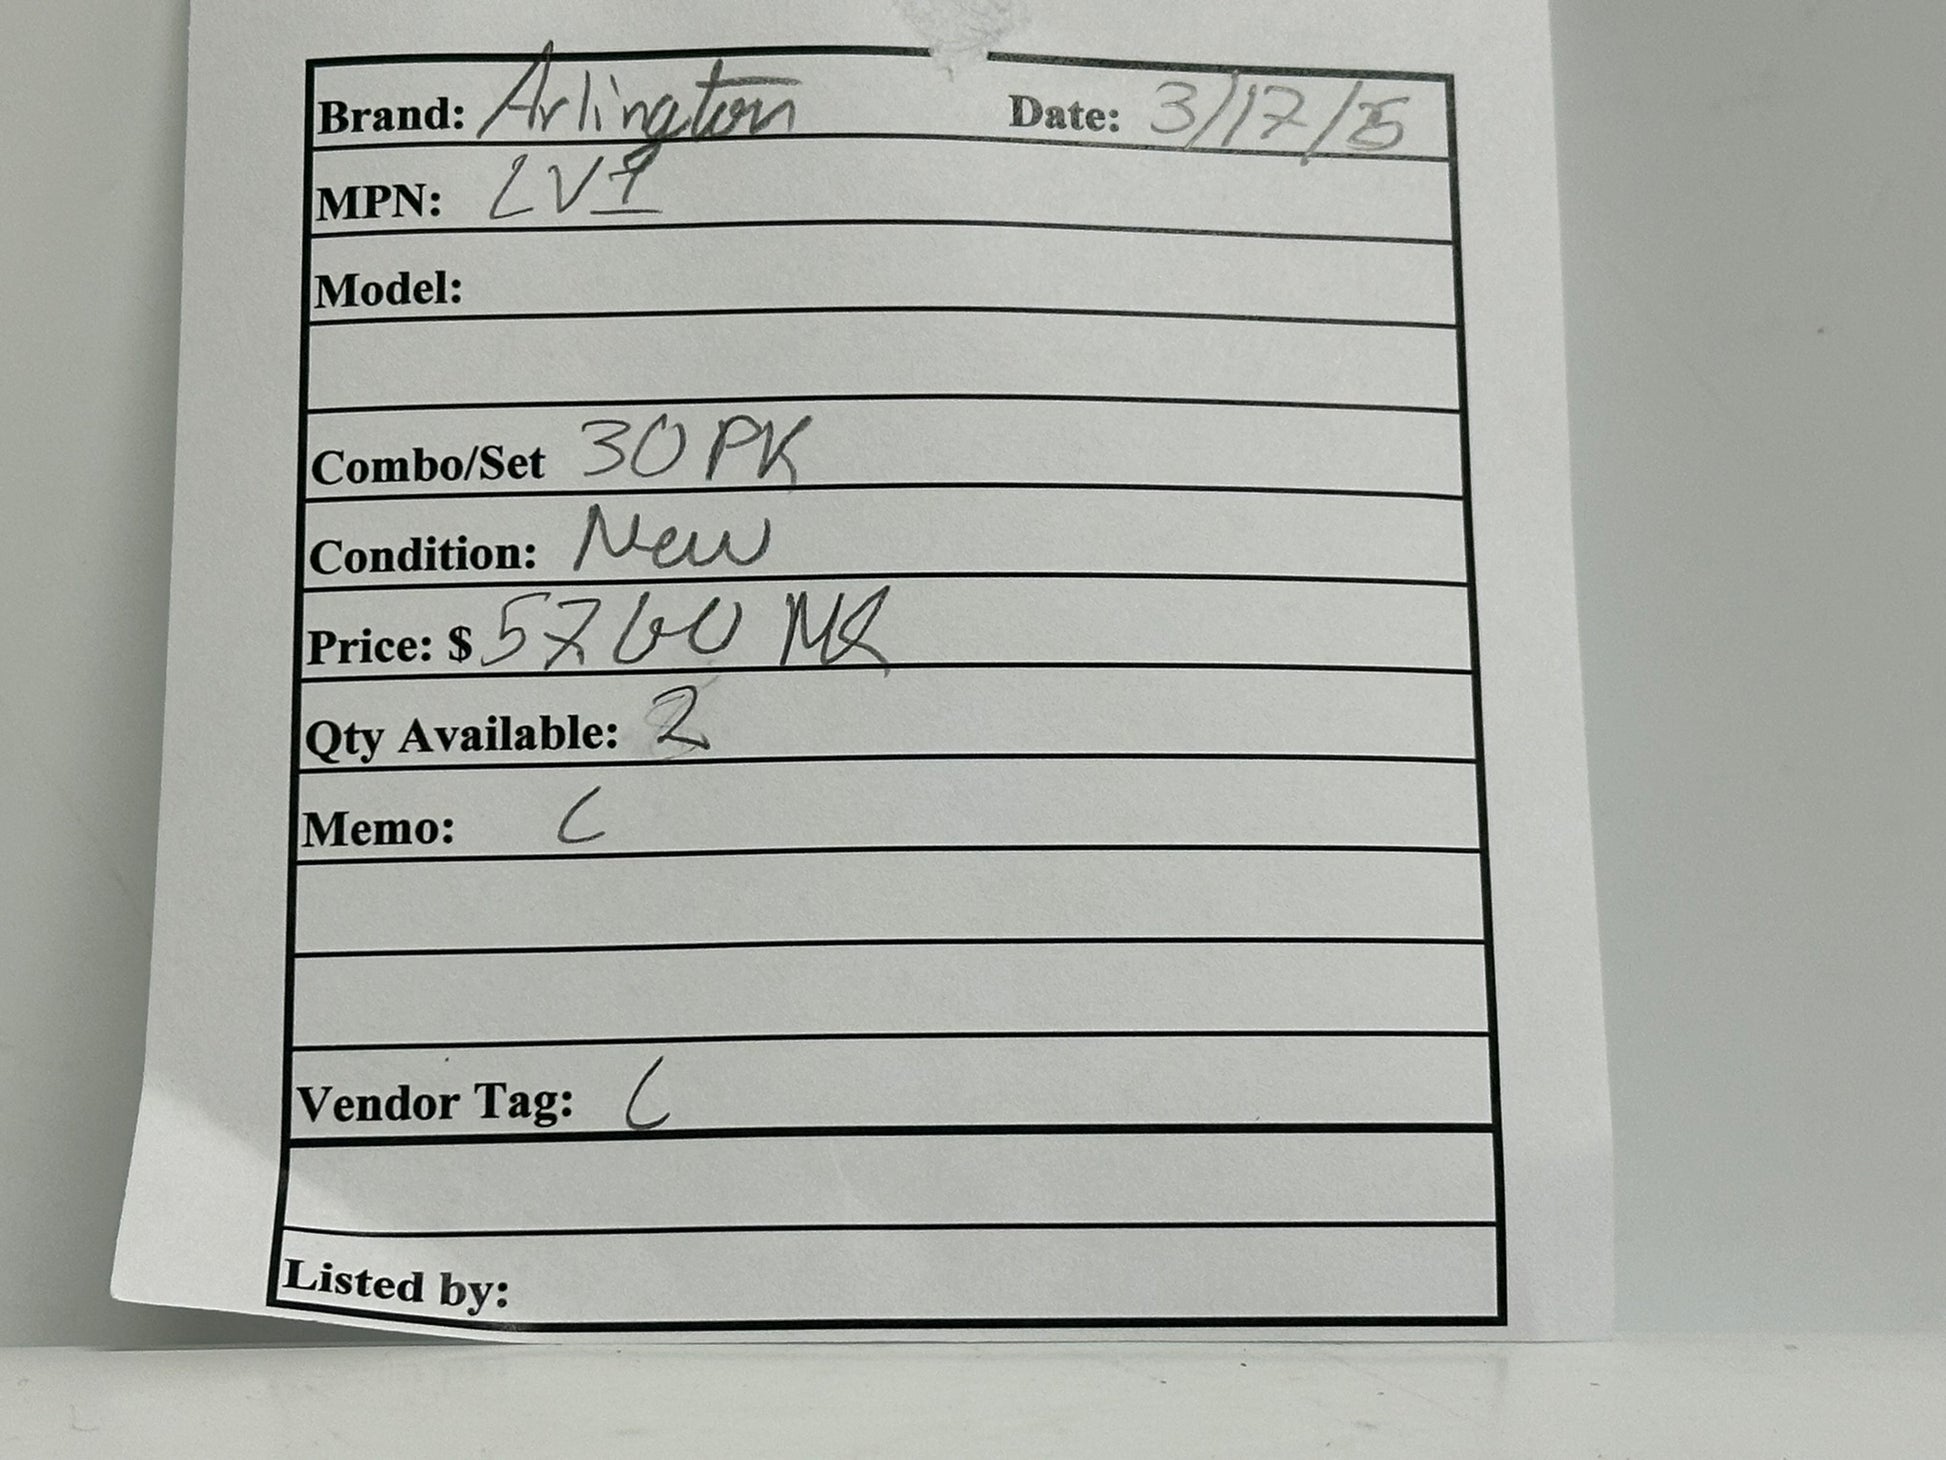 Brand: Arlington Date: 3/17/25
MPN: LV1
Model:
Combo/Set 30 PK
Condition: New
Price: $
Qty Available: 2
Memo: C
Vendor Tag: C
Listed by: